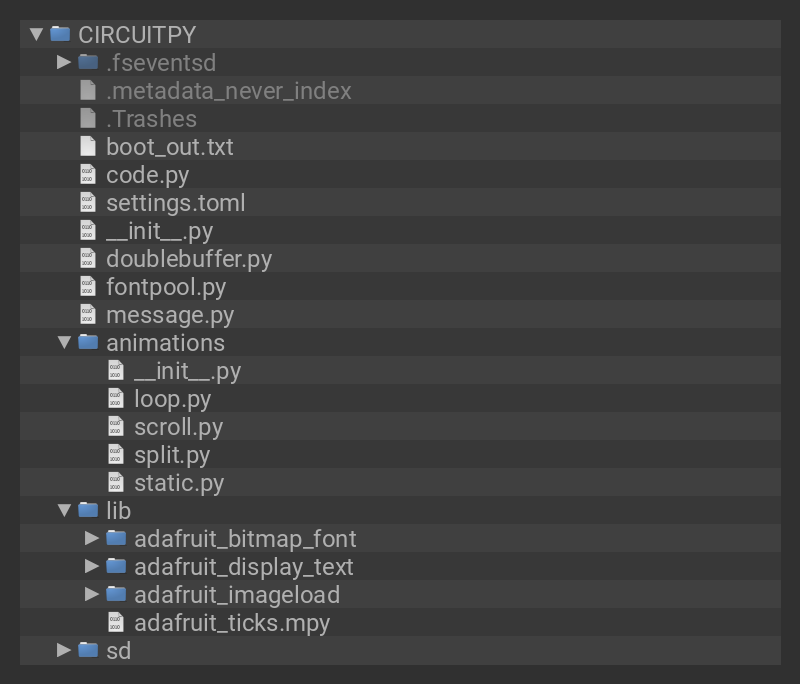 CIRCUITPY
.fseventsd
.metadata_never_index
.Trashes
boot_out.txt
code.py
settings.toml
__init__.py
doublebuffer.py
fontpool.py
message.py
animations
__init__.py
loop.py
scroll.py
split.py
static.py
lib
adafruit_bitmap_font
adafruit_display_text
adafruit_imageload
adafruit_ticks.mpy
sd